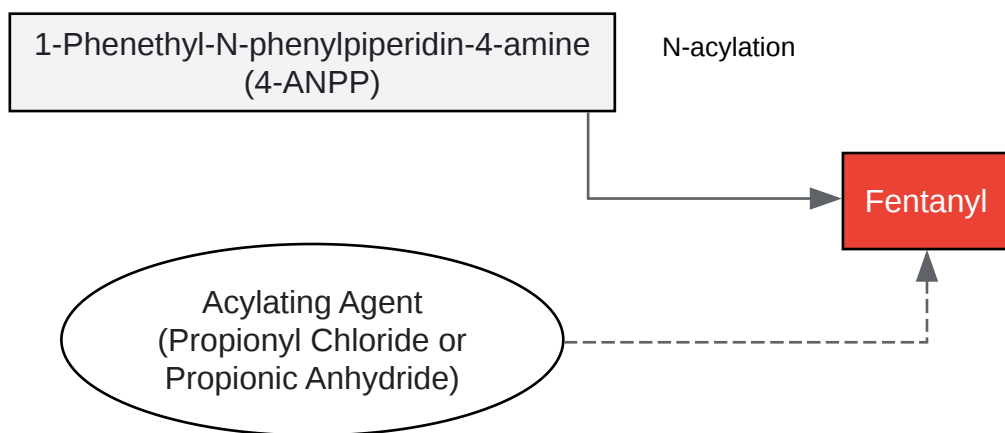 1-Phenethyl-N-phenylpiperidin-4-amine
(4-ANPP)
N-acylation
Fentanyl
Acylating Agent
(Propionyl Chloride or
Propionic Anhydride)